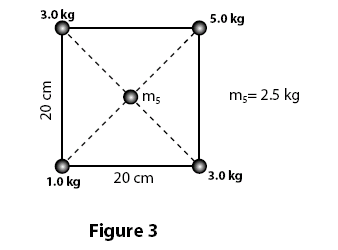 3.0 kg
5.0 kg
20 cm
m₅
m₅= 2.5 kg
1.0 kg
20 cm
3.0 kg
Figure 3